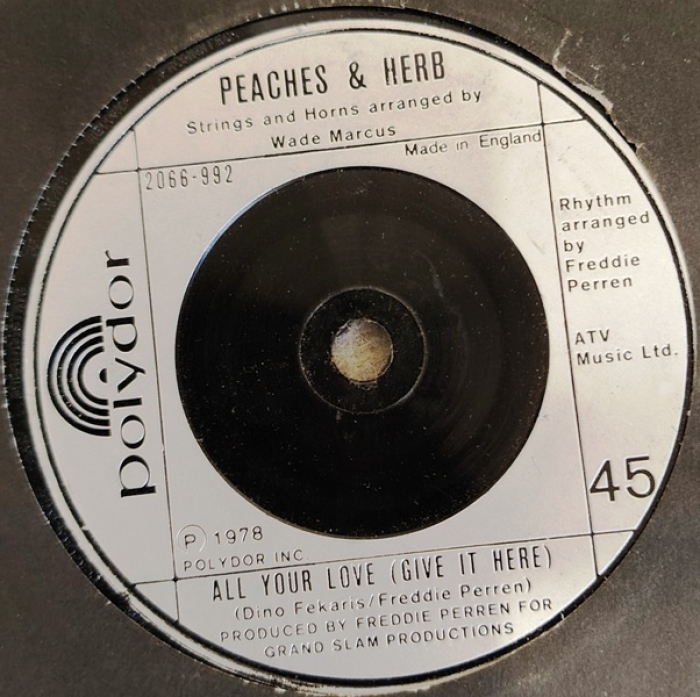 PEACHES & HERB
Strings and Horns arranged by
Wade Marcus
Made in England
2066-992
Rhythm
arranged
by
Freddie
Perren
ATV
Music Ltd.
polydor
45
Ⓟ 1978
POLYDOR INC.
ALL YOUR LOVE (GIVE IT HERE)
(Dino Fekaris/Freddie Perren)
PRODUCED BY FREDDIE PERREN FOR
GRAND SLAM PRODUCTIONS